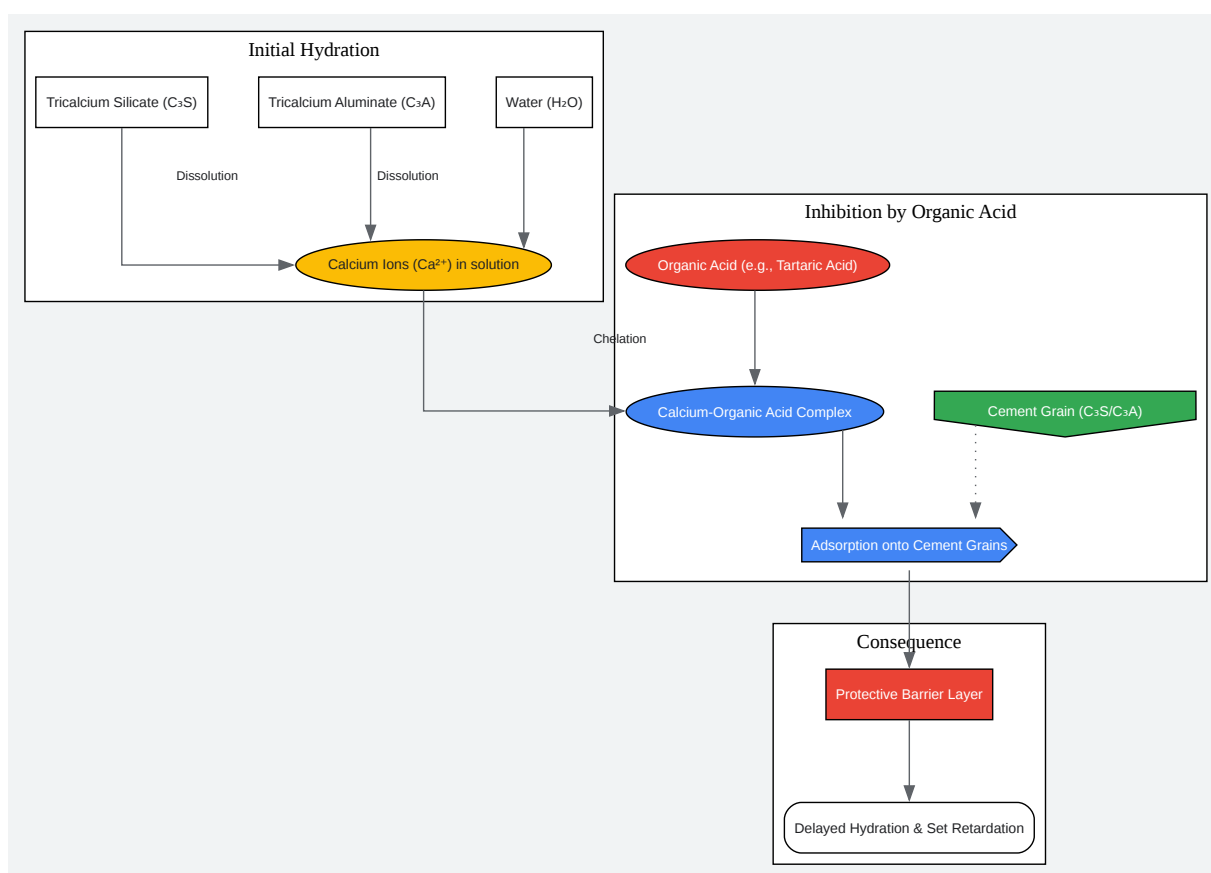 Initial Hydration
Tricalcium Silicate (C₃S)
Tricalcium Aluminate (C₃A)
Water (H₂O)
Dissolution
Dissolution
Calcium Ions (Ca²⁺) in solution
Inhibition by Organic Acid
Organic Acid (e.g., Tartaric Acid)
Chelation
Calcium-Organic Acid Complex
Cement Grain (C₃S/C₃A)
Adsorption onto Cement Grains
Consequence
Protective Barrier Layer
Delayed Hydration & Set Retardation